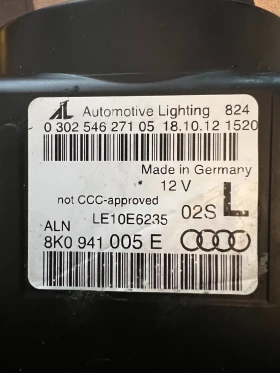 AL Automotive Lighting 824
0 302 546 271 05 18.10.12 1520
Made in Germany
12 V
not CCC-approved
LE10E6235 02S L
ALN
8K0 941 005 E